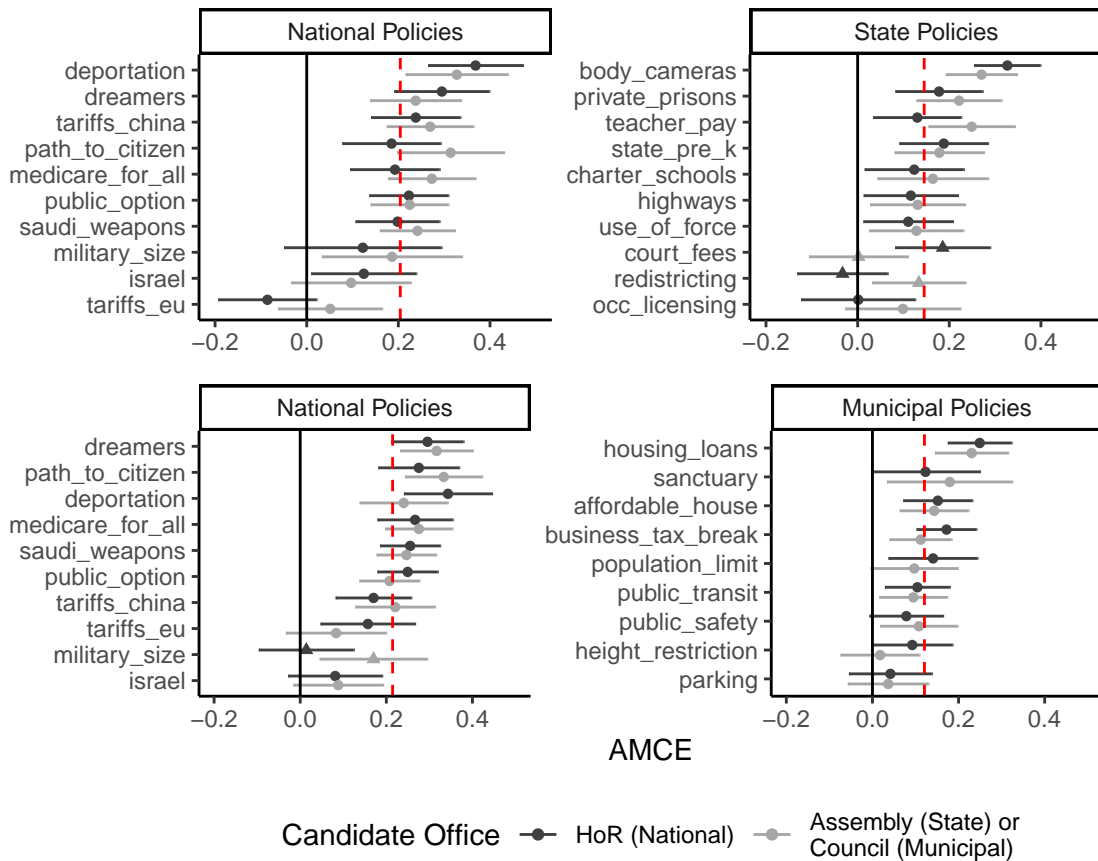 National Policies
deportation
dreamers
tariffs_china
path_to_citizen
medicare_for_all
public_option
saudi_weapons
military_size
israel
tariffs_eu
−0.2 0.0 0.2 0.4
State Policies
body_cameras
private_prisons
teacher_pay
state_pre_k
charter_schools
highways
use_of_force
court_fees
redistricting
occ_licensing
−0.2 0.0 0.2 0.4
National Policies
dreamers
path_to_citizen
deportation
medicare_for_all
saudi_weapons
public_option
tariffs_china
tariffs_eu
military_size
israel
−0.2 0.0 0.2 0.4
Municipal Policies
housing_loans
sanctuary
affordable_house
business_tax_break
population_limit
public_transit
public_safety
height_restriction
parking
−0.2 0.0 0.2 0.4
AMCE
Candidate Office
HoR (National)
Assembly (State) or
Council (Municipal)